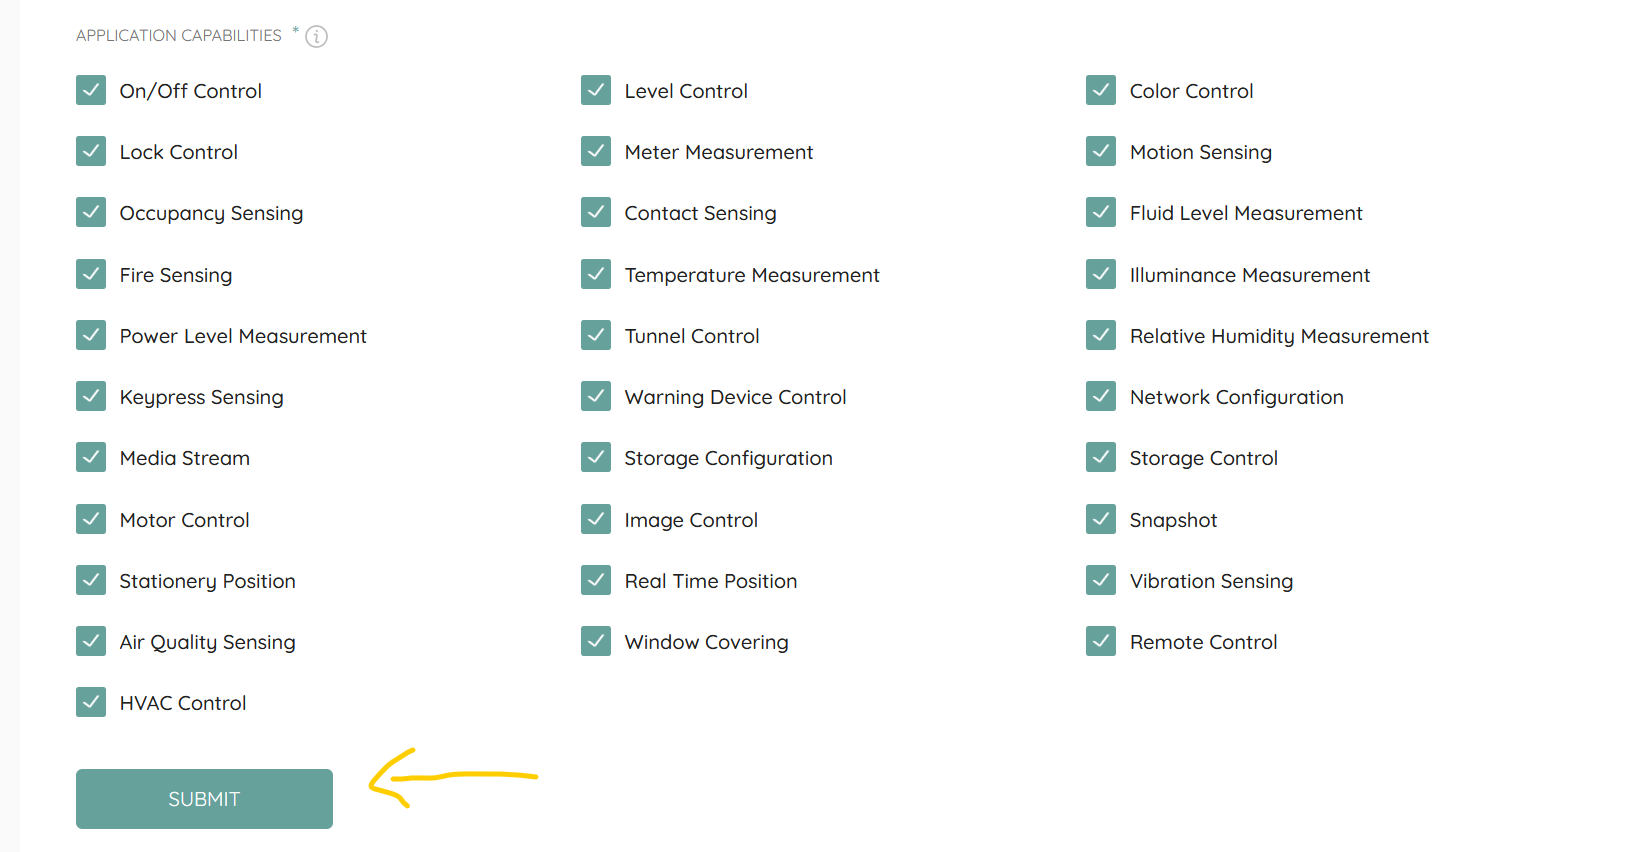 APPLICATION CAPABILITIES * i
On/Off Control Level Control Color Control
Lock Control Meter Measurement Motion Sensing
Occupancy Sensing Contact Sensing Fluid Level Measurement
Fire Sensing Temperature Measurement Illuminance Measurement
Power Level Measurement Tunnel Control Relative Humidity Measurement
Keypress Sensing Warning Device Control Network Configuration
Media Stream Storage Configuration Storage Control
Motor Control Image Control Snapshot
Stationery Position Real Time Position Vibration Sensing
Air Quality Sensing Window Covering Remote Control
HVAC Control
SUBMIT